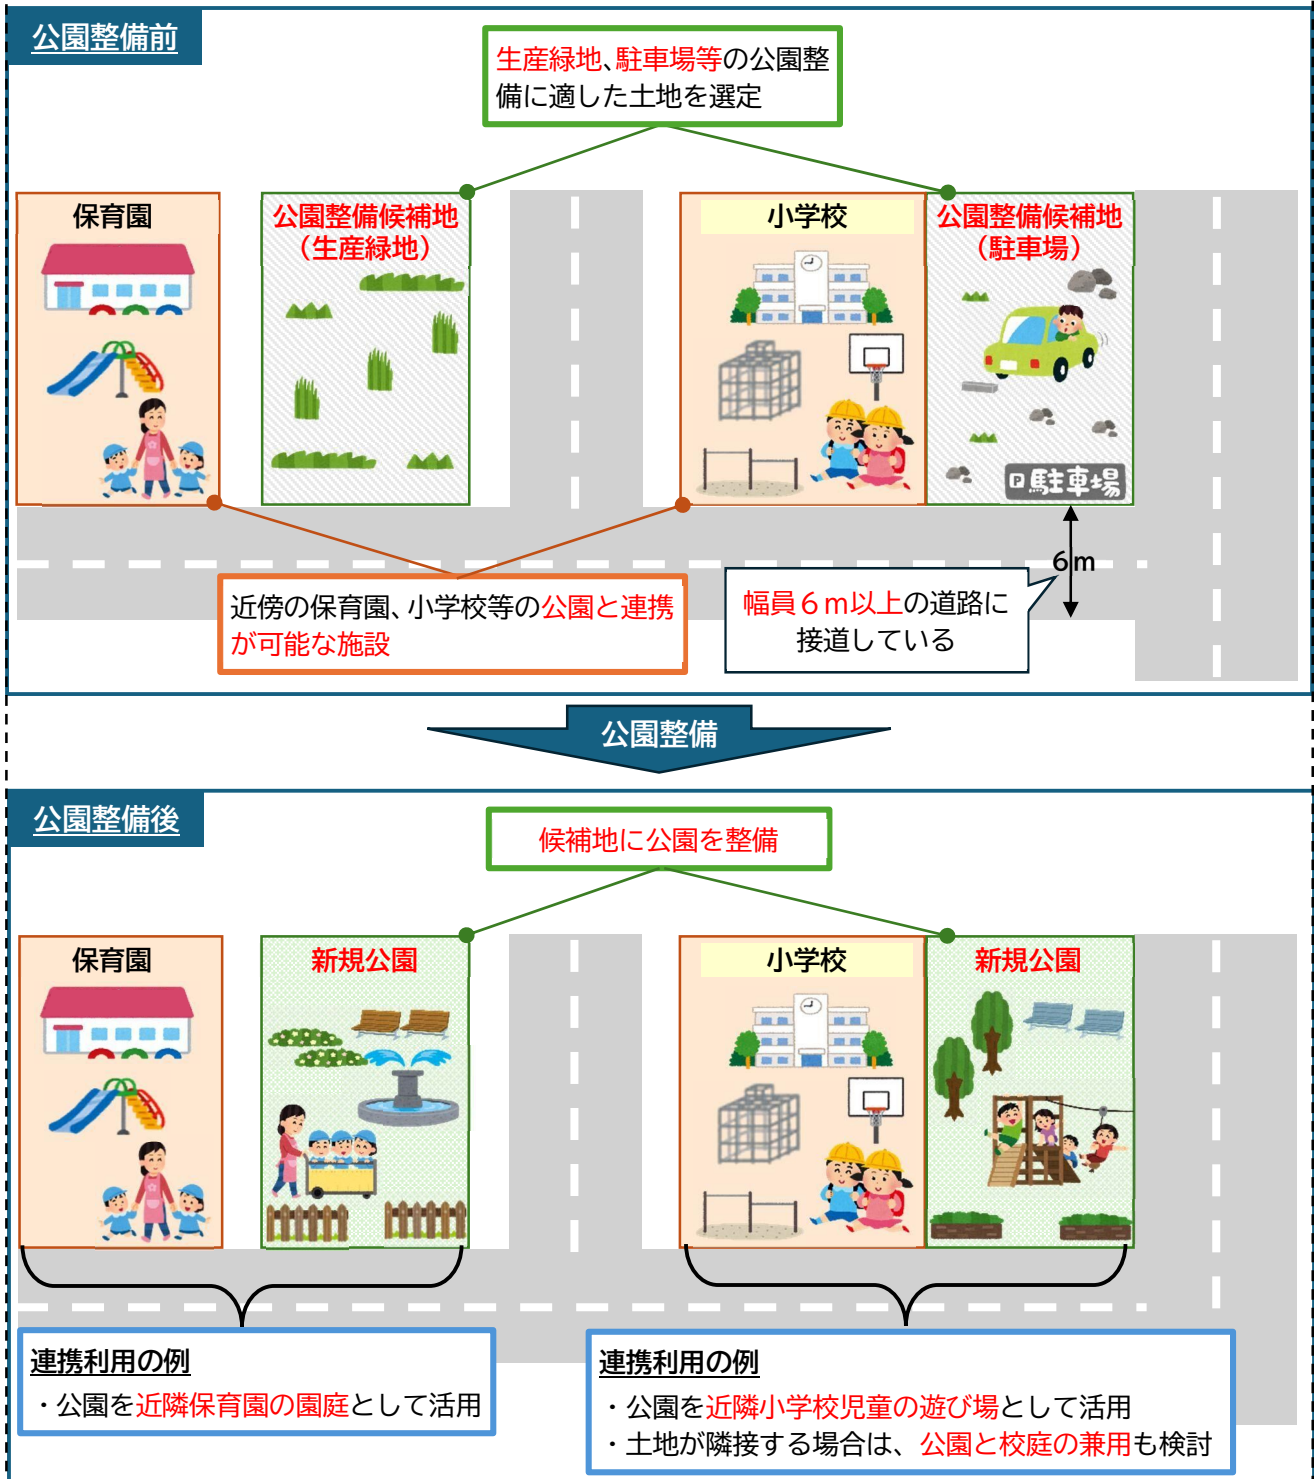 公園整備前
生産緑地、駐車場等の公園整
備に適した土地を選定
保育園
公園整備候補地
（生産緑地）
小学校
公園整備候補地
（駐車場）
P駐車場
6m
近傍の保育園、小学校等の公園と連携
が可能な施設
幅員６ｍ以上の道路に
接道している
公園整備
公園整備後
候補地に公園を整備
保育園
新規公園
小学校
新規公園
連携利用の例
・公園を近隣保育園の園庭として活用
連携利用の例
・公園を近隣小学校児童の遊び場として活用
・土地が隣接する場合は、公園と校庭の兼用も検討